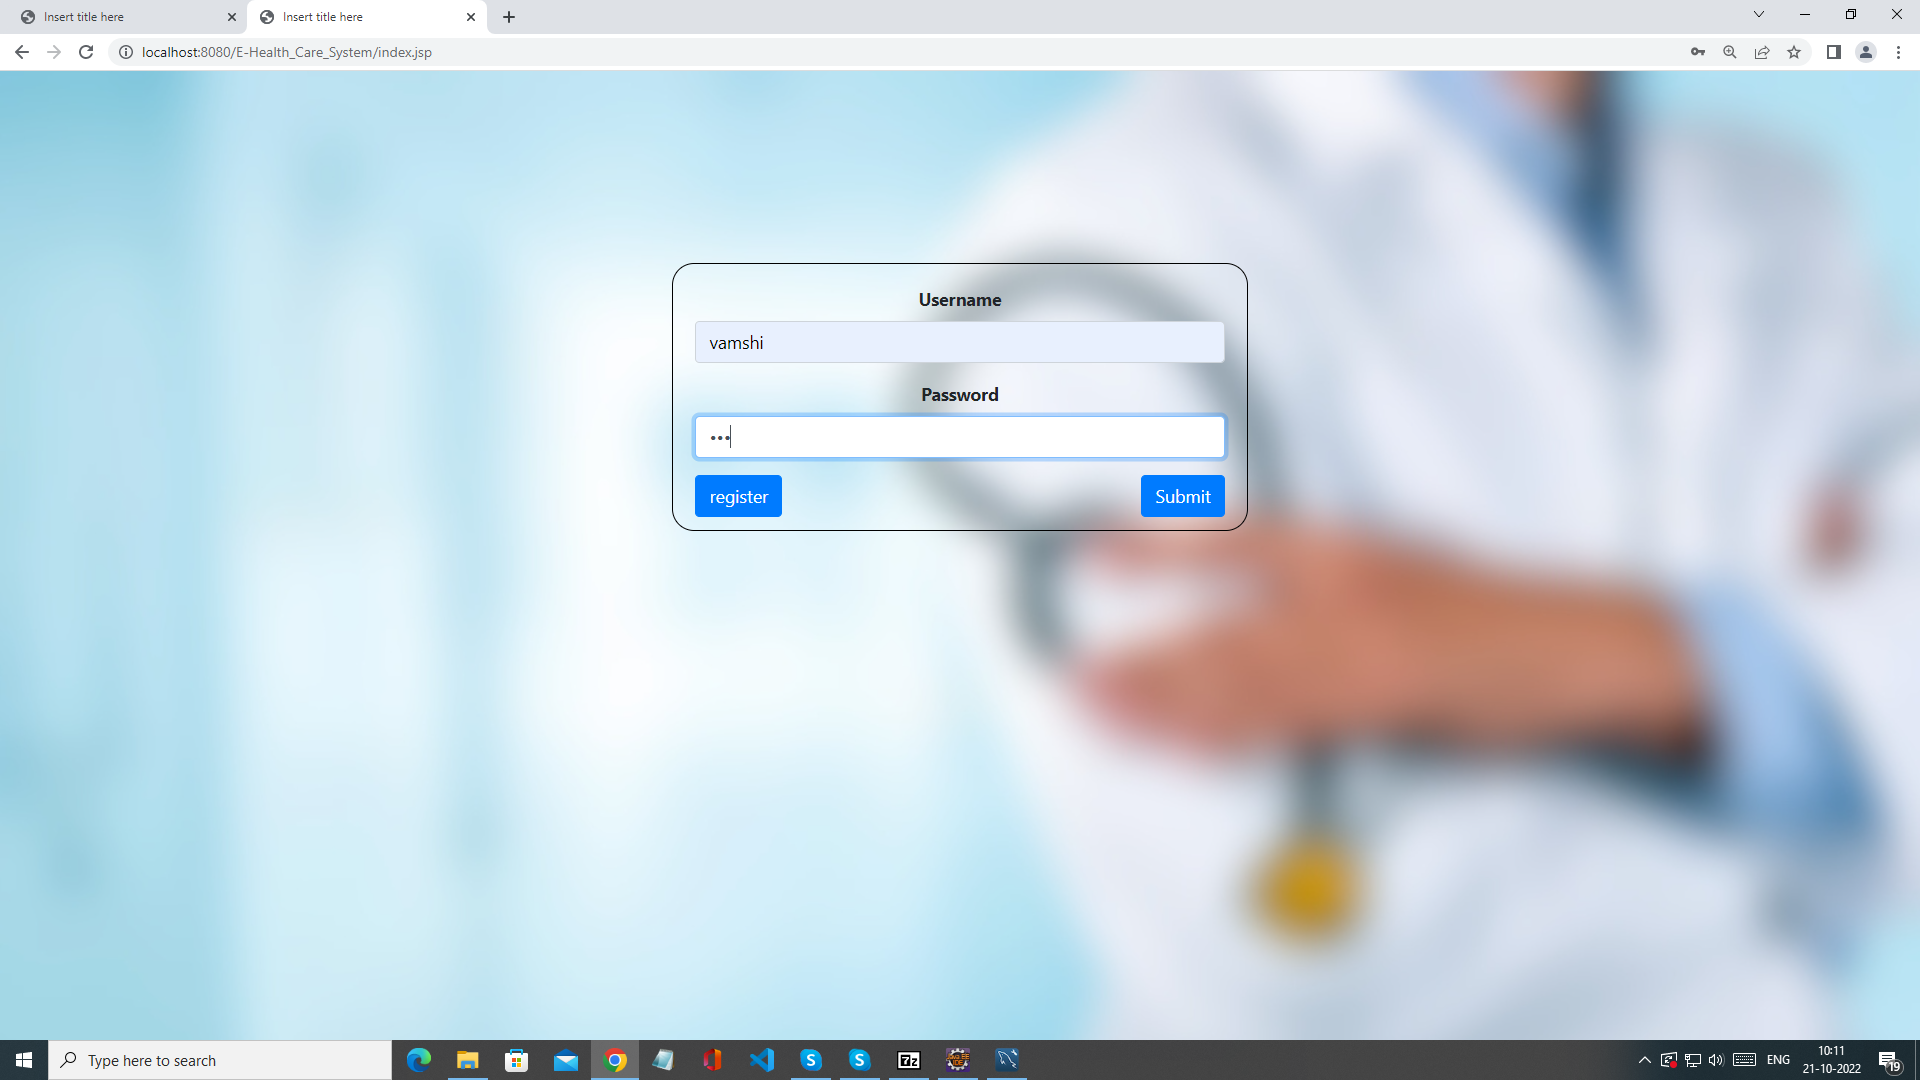 Insert title here
Insert title here
localhost:8080/E-Health_Care_System/index.jsp
Username
vamshi
Password
•••
register
Submit
Type here to search
S
S
7z
ENG
10:11
21-10-2022
19